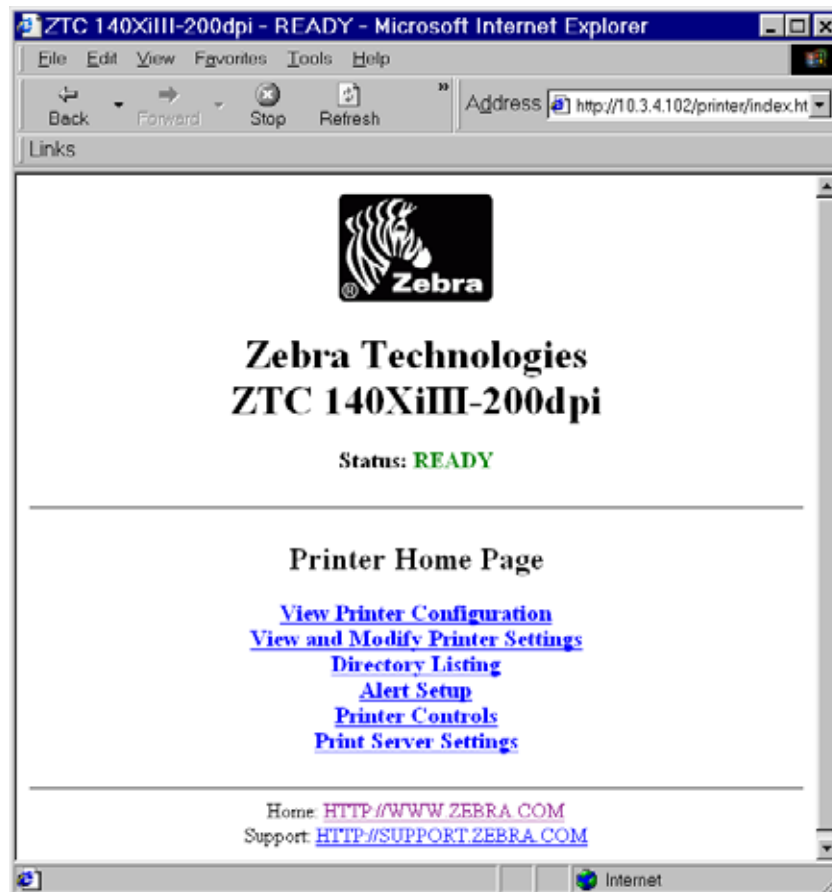 ZTC 140XiIII-200dpi - READY - Microsoft Internet Explorer
File Edit View Favorites Tools Help
Back Forward Stop Refresh » Address http://10.3.4.102/printer/index.ht
Links
® Zebra
Zebra Technologies
ZTC 140XiIII-200dpi
Status: READY
Printer Home Page
View Printer Configuration
View and Modify Printer Settings
Directory Listing
Alert Setup
Printer Controls
Print Server Settings
Home: HTTP://WWW.ZEBRA.COM
Support: HTTP://SUPPORT.ZEBRA.COM
Internet